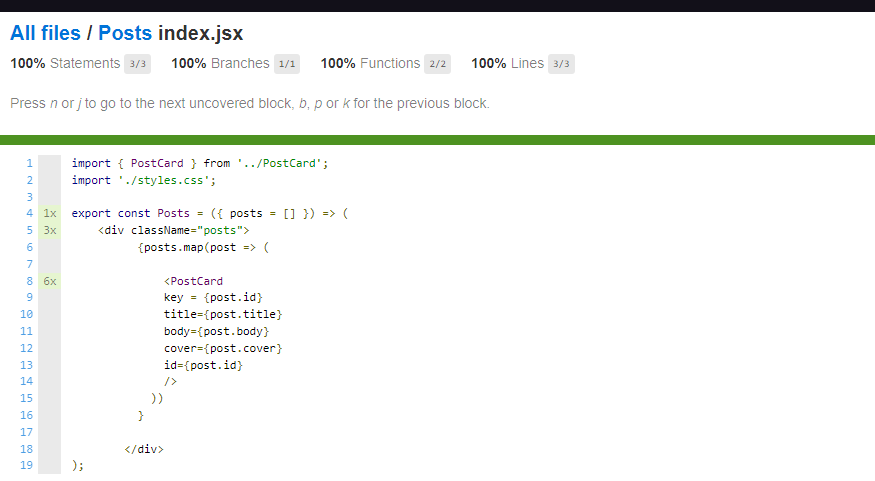 All files / Posts index.jsx
100% Statements 3/3 100% Branches 1/1 100% Functions 2/2 100% Lines 3/3
Press n or j to go to the next uncovered block, b, p or k for the previous block.
1 import { PostCard } from '../PostCard';
2 import './styles.css';
3
4 1x export const Posts = ({ posts = [] }) => (
5 3x <div className="posts">
6 {posts.map(post => (
7
8 6x <PostCard
9 key = {post.id}
10 title={post.title}
11 body={post.body}
12 cover={post.cover}
13 id={post.id}
14 />
15 ))
16 }
17
18 </div>
19 );